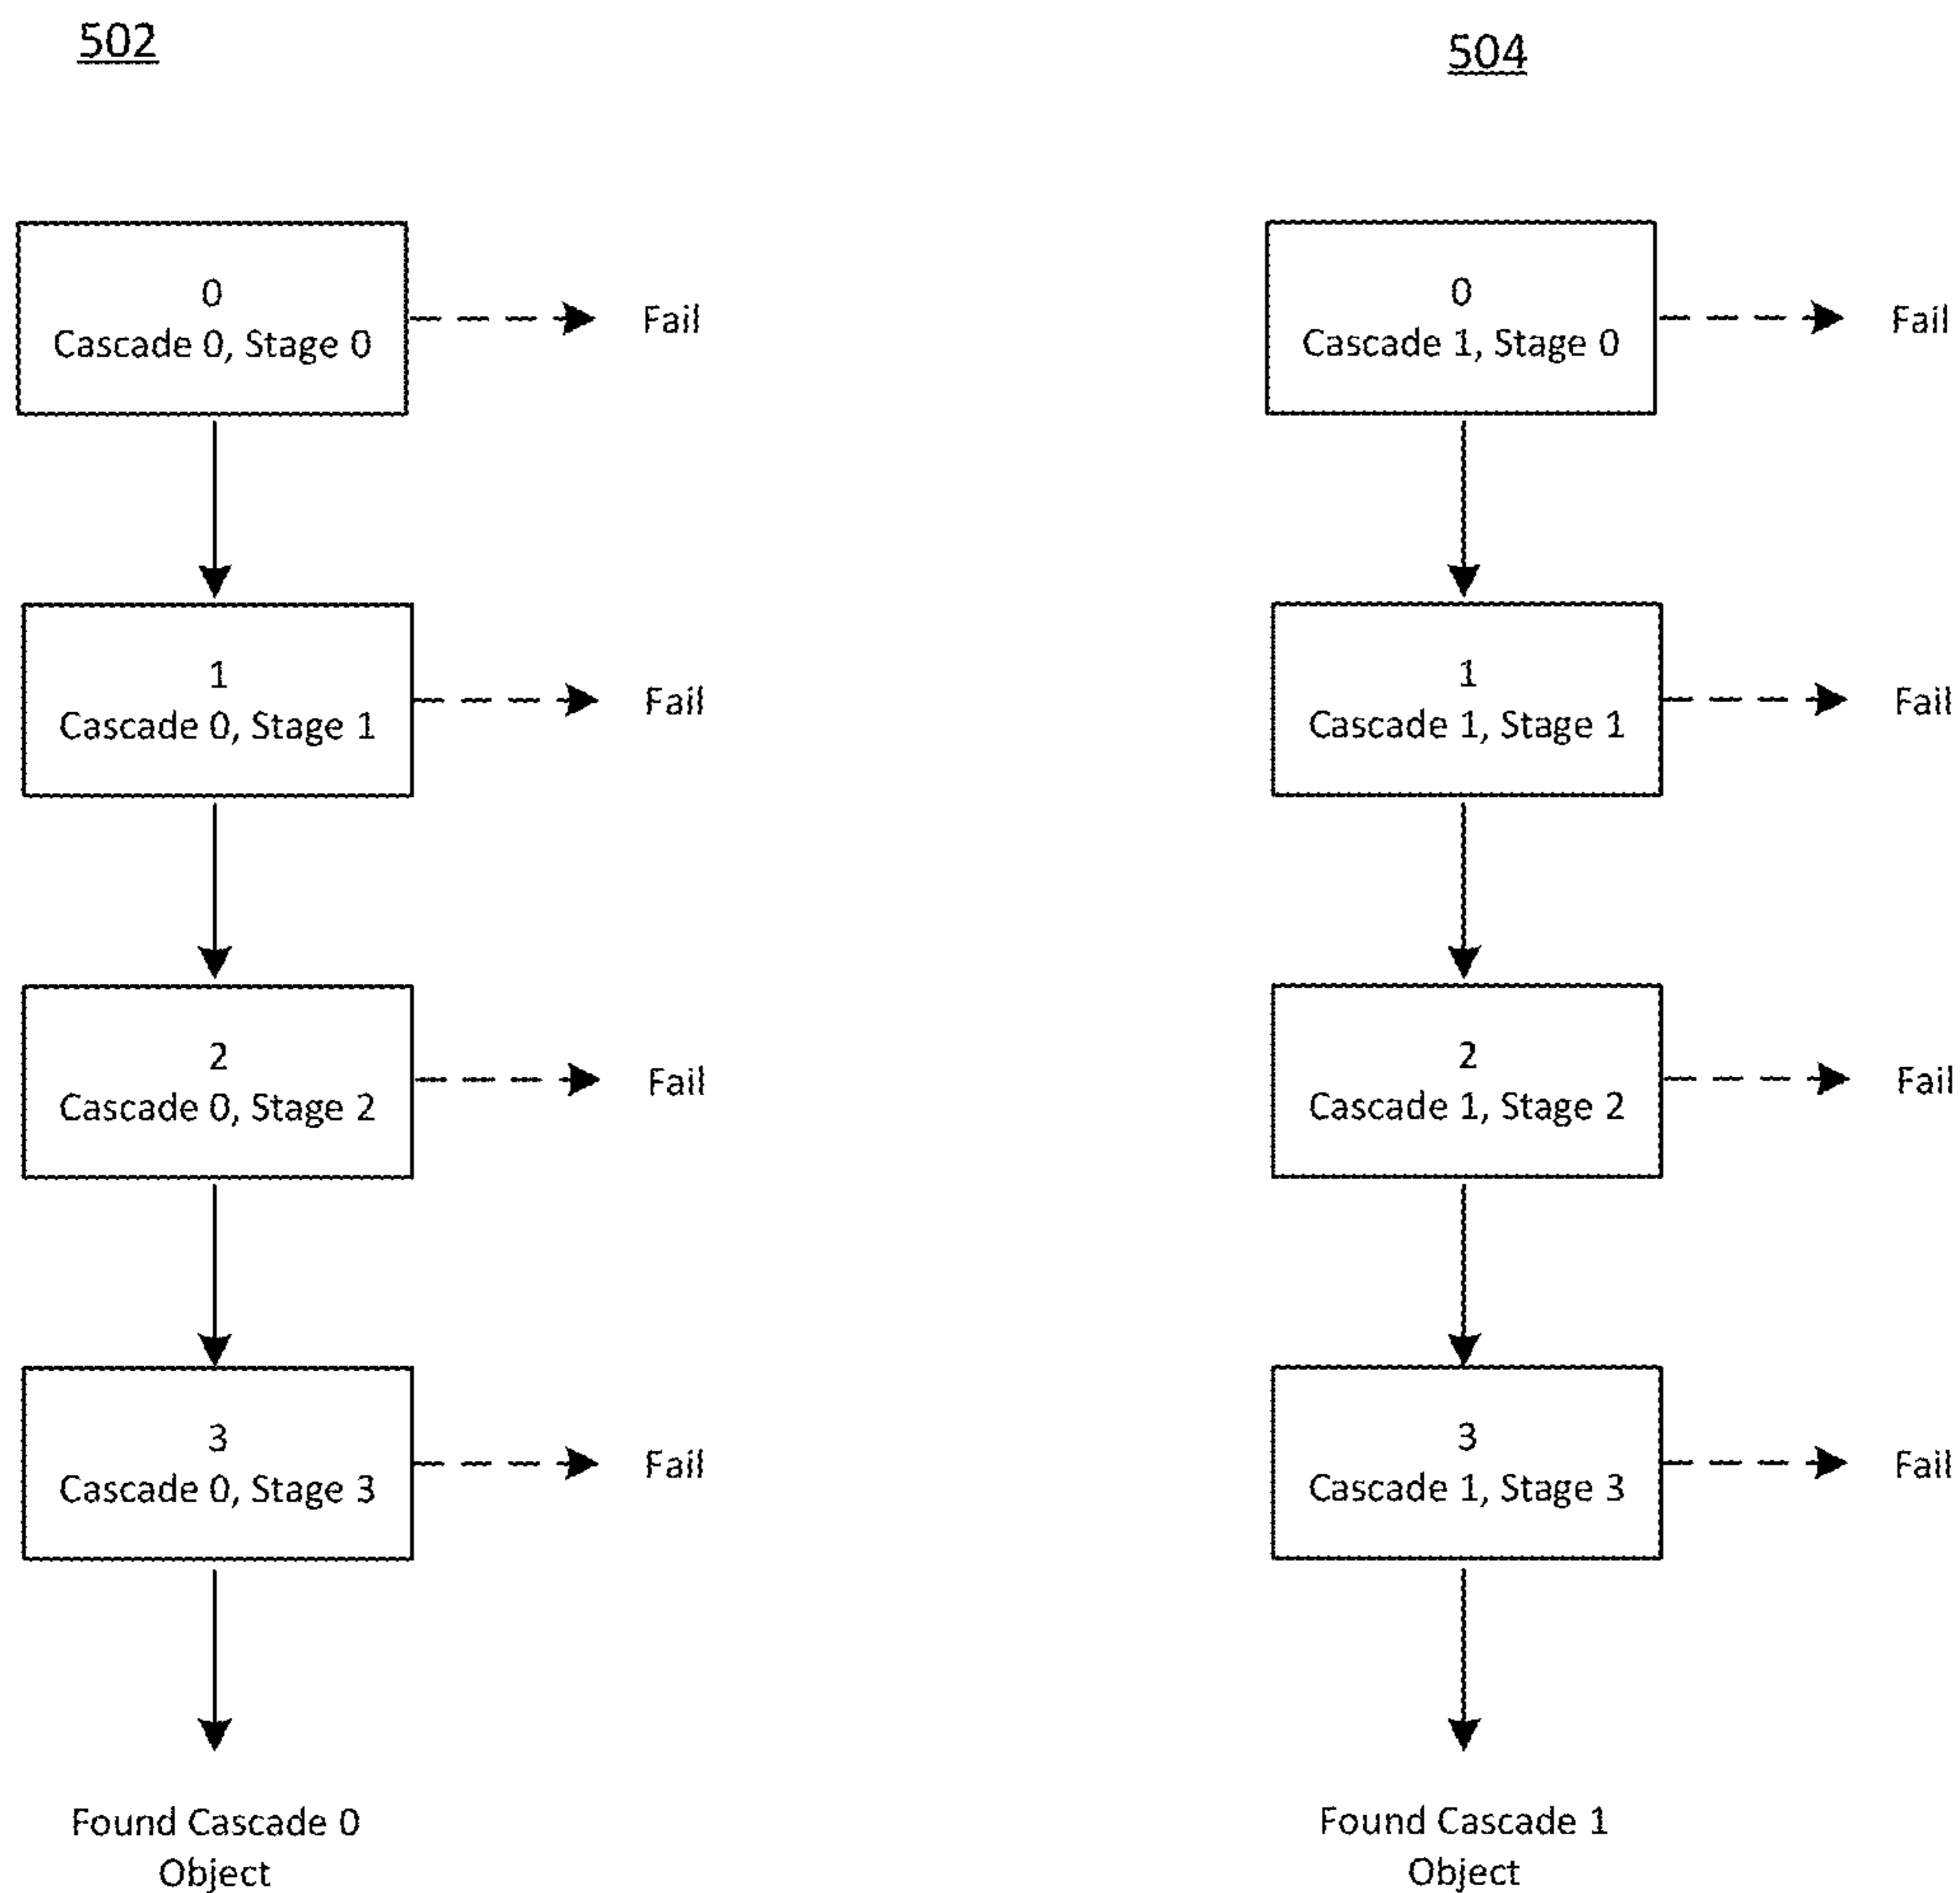 502
0
Cascade 0, Stage 0
Fail
1
Cascade 0, Stage 1
Fail
2
Cascade 0, Stage 2
Fail
3
Cascade 0, Stage 3
Fail
Found Cascade 0
Object
504
0
Cascade 1, Stage 0
Fail
1
Cascade 1, Stage 1
Fail
2
Cascade 1, Stage 2
Fail
3
Cascade 1, Stage 3
Fail
Found Cascade 1
Object